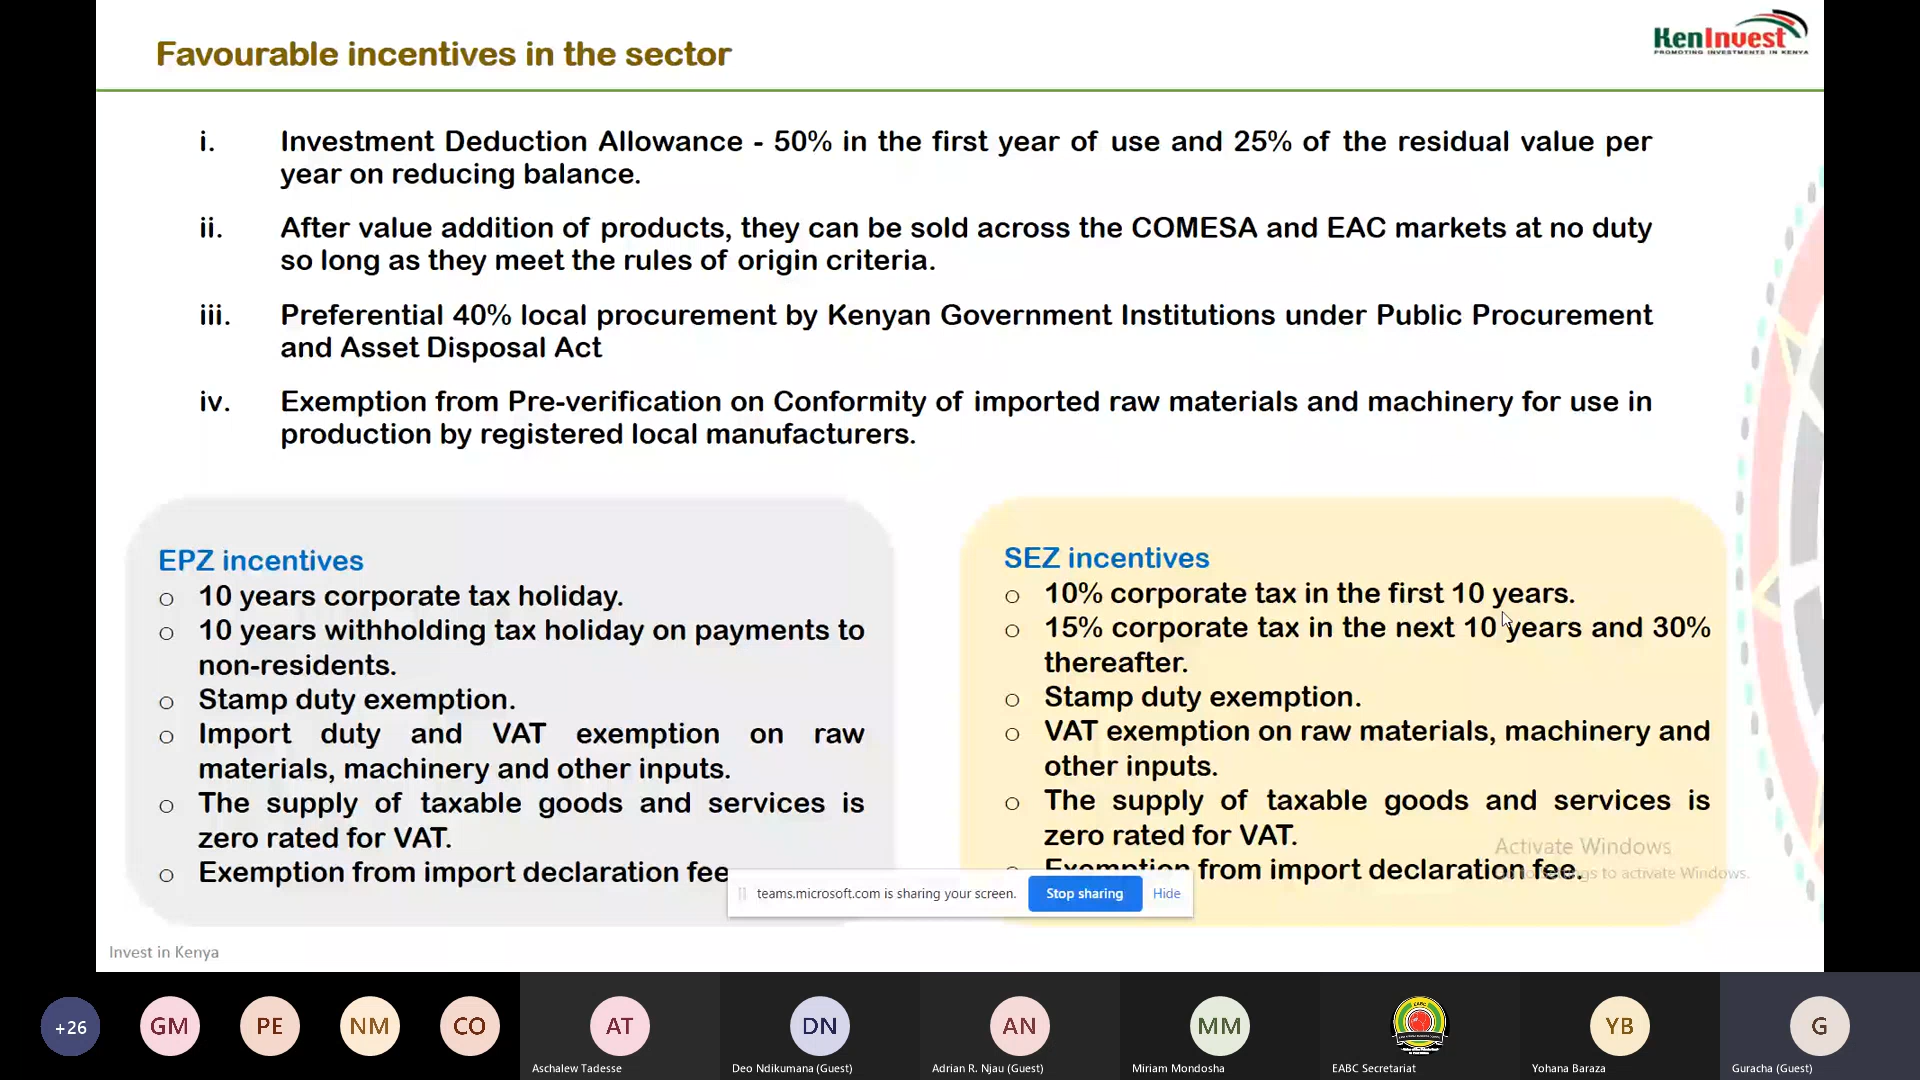 Favourable incentives in the sector
KenInvest
PROMOTING INVESTMENTS IN KENYA
i. Investment Deduction Allowance - 50% in the first year of use and 25% of the residual value per
year on reducing balance.
ii. After value addition of products, they can be sold across the COMESA and EAC markets at no duty
so long as they meet the rules of origin criteria.
iii. Preferential 40% local procurement by Kenyan Government Institutions under Public Procurement
and Asset Disposal Act
iv. Exemption from Pre-verification on Conformity of imported raw materials and machinery for use in
production by registered local manufacturers.
EPZ incentives
o 10 years corporate tax holiday.
o 10 years withholding tax holiday on payments to
non-residents.
o Stamp duty exemption.
o Import duty and VAT exemption on raw
materials, machinery and other inputs.
o The supply of taxable goods and services is
zero rated for VAT.
o Exemption from import declaration fee
SEZ incentives
o 10% corporate tax in the first 10 years.
o 15% corporate tax in the next 10 years and 30%
thereafter.
o Stamp duty exemption.
o VAT exemption on raw materials, machinery and
other inputs.
o The supply of taxable goods and services is
zero rated for VAT.
o Exemption from import declaration fee.
Activate Windows
to activate Windows.
teams.microsoft.com is sharing your screen. Stop sharing Hide
Invest in Kenya
+26 GM PE NM CO AT DN AN MM YB G
Aschalew Tadesse Deo Ndikumana (Guest) Adrian R. Njau (Guest) Miriam Mondosha EABC Secretariat Yohana Baraza Guracha (Guest)